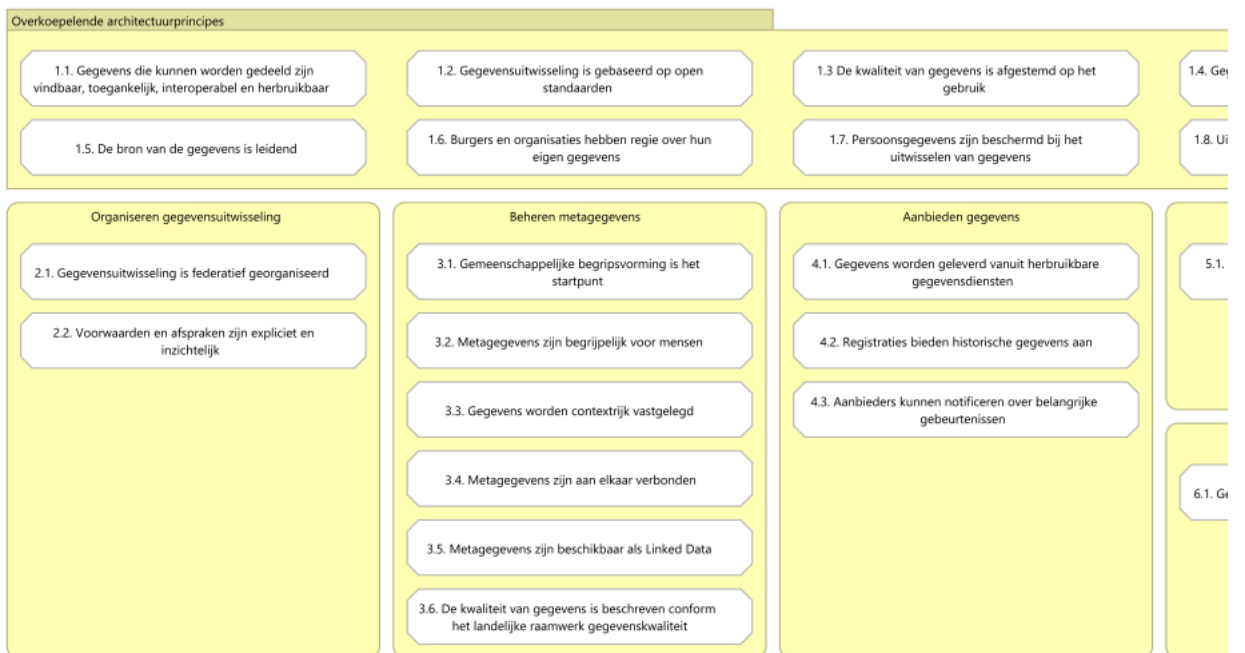 Overkoepelende architectuurprincipes
1.1. Gegevens die kunnen worden gedeeld zijn
vindbaar, toegankelijk, interoperabel en herbruikbaar
1.2. Gegevensuitwisseling is gebaseerd op open
standaarden
1.3 De kwaliteit van gegevens is afgestemd op het
gebruik
1.4.
1.5. De bron van de gegevens is leidend
1.6. Burgers en organisaties hebben regie over hun
eigen gegevens
1.7. Persoonsgegevens zijn beschermd bij het
uitwisselen van gegevens
1.8.
Organiseren gegevensuitwisseling
2.1. Gegevensuitwisseling is federatief georganiseerd
2.2. Voorwaarden en afspraken zijn expliciet en
inzichtelijk
Beheren metagegevens
3.1. Gemeenschappelijke begripsvorming is het
startpunt
3.2. Metagegevens zijn begrijpelijk voor mensen
3.3. Gegevens worden contextrijk vastgelegd
3.4. Metagegevens zijn aan elkaar verbonden
3.5. Metagegevens zijn beschikbaar als Linked Data
3.6. De kwaliteit van gegevens is beschreven conform
het landelijke raamwerk gegevenskwaliteit
Aanbieden gegevens
4.1. Gegevens worden geleverd vanuit herbruikbare
gegevensdiensten
4.2. Registraties bieden historische gegevens aan
4.3. Aanbieders kunnen notificeren over belangrijke
gebeurtenissen
5.1.
6.1.